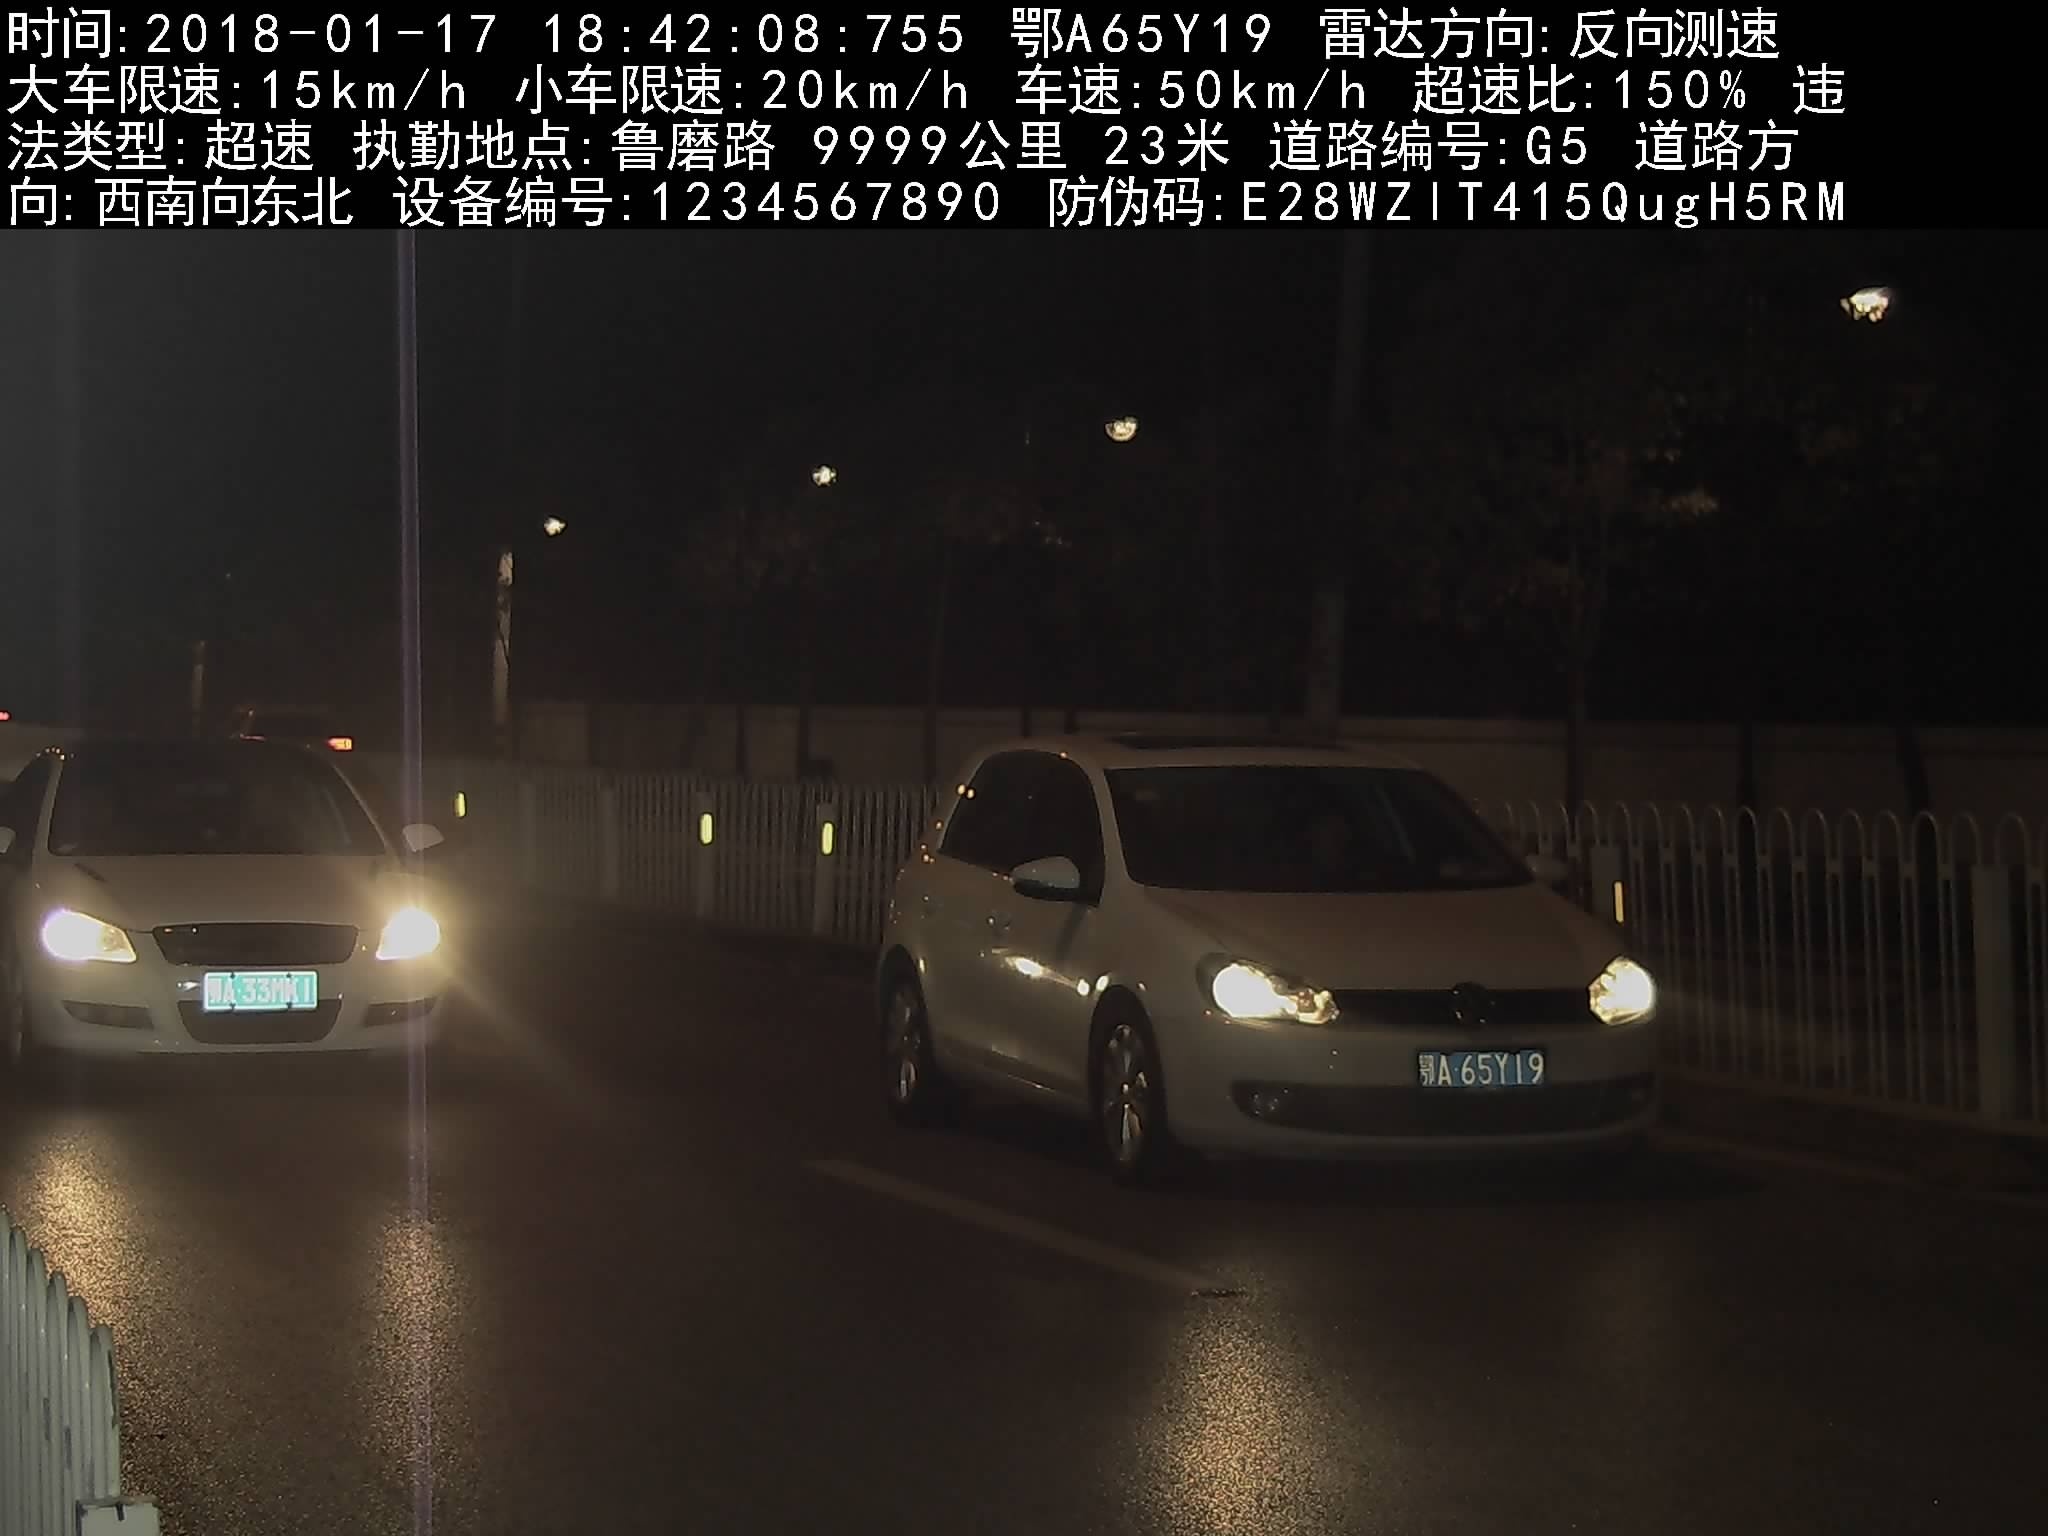 时间:2018-01-17 18:42:08:755 鄂A65Y19 雷达方向:反向测速
大车限速:15km/h 小车限速:20km/h 车速:50km/h 超速比:150% 违
法类型:超速 执勤地点:鲁磨路 9999公里 23米 道路编号:G5 道路方
向:西南向东北 设备编号:1234567890 防伪码:E28WZIT415QugH5RM
鄂A·33MK1
鄂A·65Y19